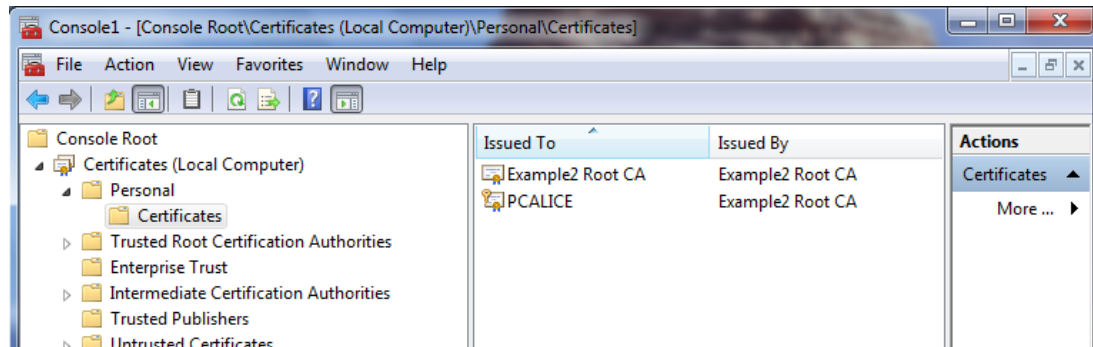 Console1 - [Console Root\Certificates (Local Computer)\Personal\Certificates]
File Action View Favorites Window Help
Console Root
Certificates (Local Computer)
Personal
Certificates
Trusted Root Certification Authorities
Enterprise Trust
Intermediate Certification Authorities
Trusted Publishers
Untrusted Certificates
Issued To Issued By
Example2 Root CA Example2 Root CA
PCALICE Example2 Root CA
Actions
Certificates
More ...